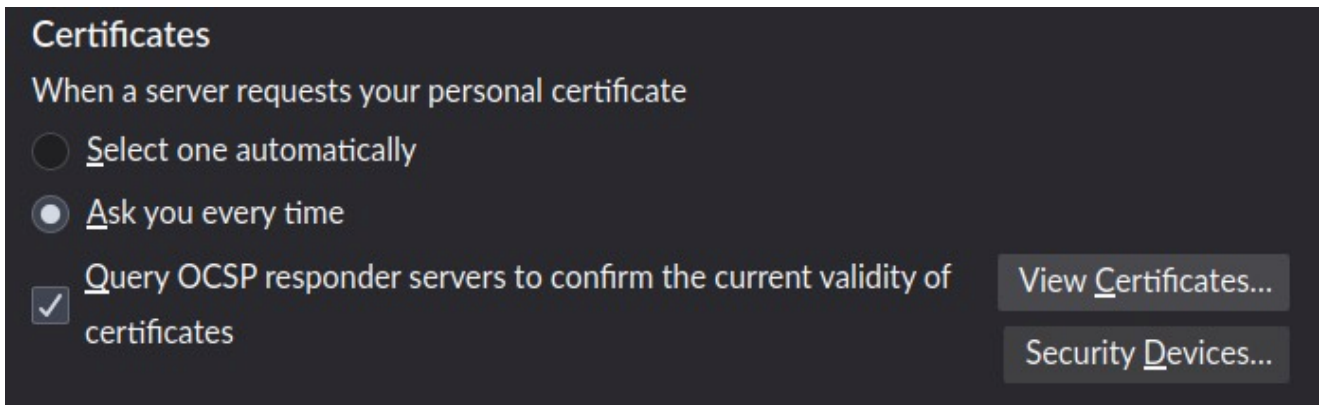 Certificates
When a server requests your personal certificate
Select one automatically
Ask you every time
Query OCSP responder servers to confirm the current validity of
certificates
View Certificates...
Security Devices...